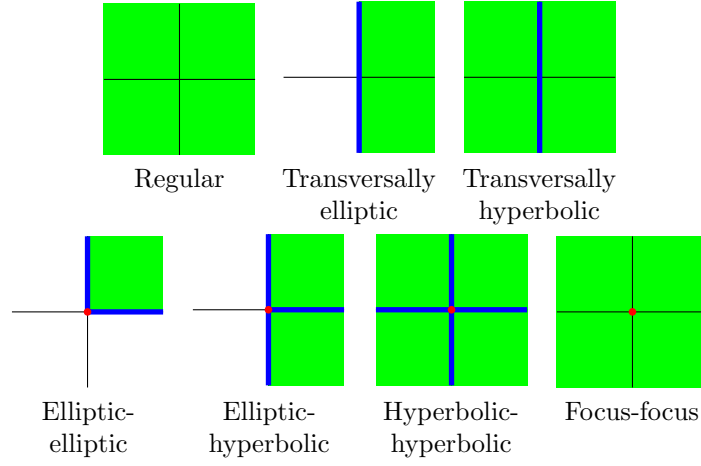 Regular
Transversally
elliptic
Transversally
hyperbolic
Elliptic-
elliptic
Elliptic-
hyperbolic
Hyperbolic-
hyperbolic
Focus-focus